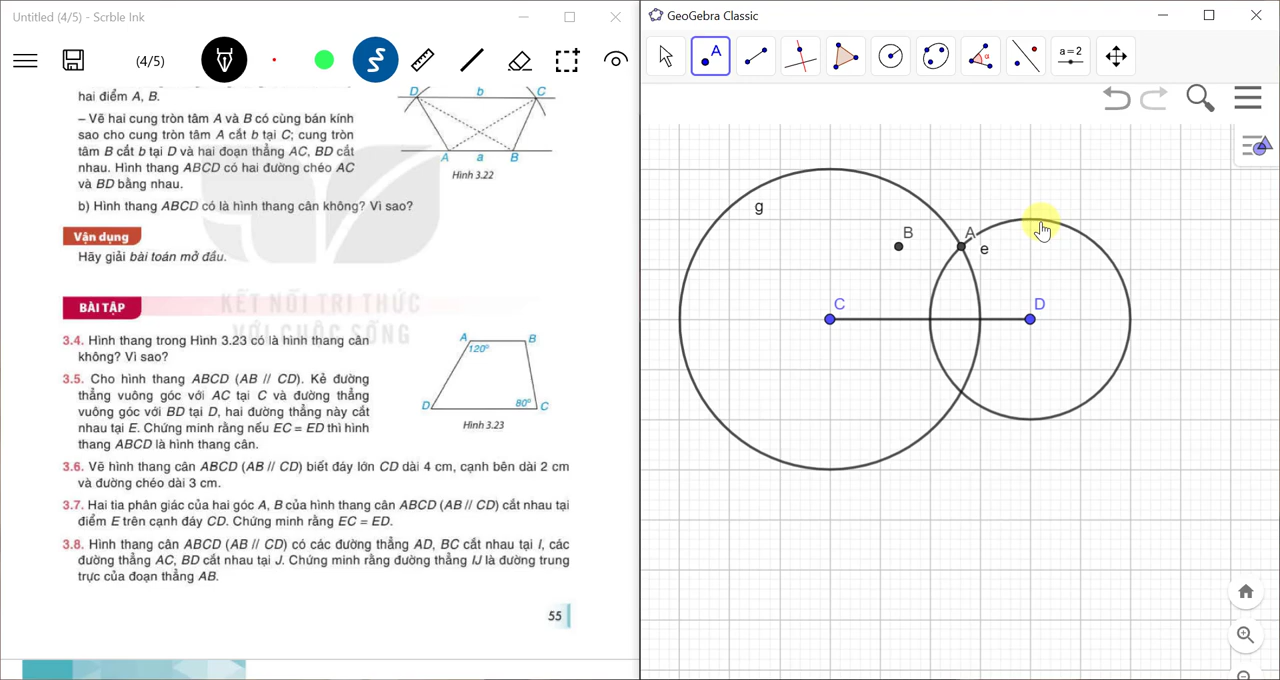 Untitled (4/5) - Scrble Ink
(4/5)
hai điểm A, B.
– Vẽ hai cung tròn tâm A và B có cùng bán kính
sao cho cung tròn tâm A cắt b tại C; cung tròn
tâm B cắt b tại D và hai đoạn thẳng AC, BD cắt
nhau. Hình thang ABCD có hai đường chéo AC
và BD bằng nhau.
D b C
A a B
Hình 3.22
b) Hình thang ABCD có là hình thang cân không? Vì sao?
Vận dụng
Hãy giải bài toán mở đầu.
KẾT NỐI TRI THỨC
VỚI CUỘC SỐNG
BÀI TẬP
3.4. Hình thang trong Hình 3.23 có là hình thang cân
không? Vì sao?
3.5. Cho hình thang ABCD (AB // CD). Kẻ đường
thẳng vuông góc với AC tại C và đường thẳng
vuông góc với BD tại D, hai đường thẳng này cắt
nhau tại E. Chứng minh rằng nếu EC = ED thì hình
thang ABCD là hình thang cân.
A B
120°
D 80° C
Hình 3.23
3.6. Vẽ hình thang cân ABCD (AB // CD) biết đáy lớn CD dài 4 cm, cạnh bên dài 2 cm
và đường chéo dài 3 cm.
3.7. Hai tia phân giác của hai góc A, B của hình thang cân ABCD (AB // CD) cắt nhau tại
điểm E trên cạnh đáy CD. Chứng minh rằng EC = ED.
3.8. Hình thang cân ABCD (AB // CD) có các đường thẳng AD, BC cắt nhau tại I, các
đường thẳng AC, BD cắt nhau tại J. Chứng minh rằng đường thẳng IJ là đường trung
trực của đoạn thẳng AB.
55
GeoGebra Classic
A
α
a=2
g
B
A
e
C
D